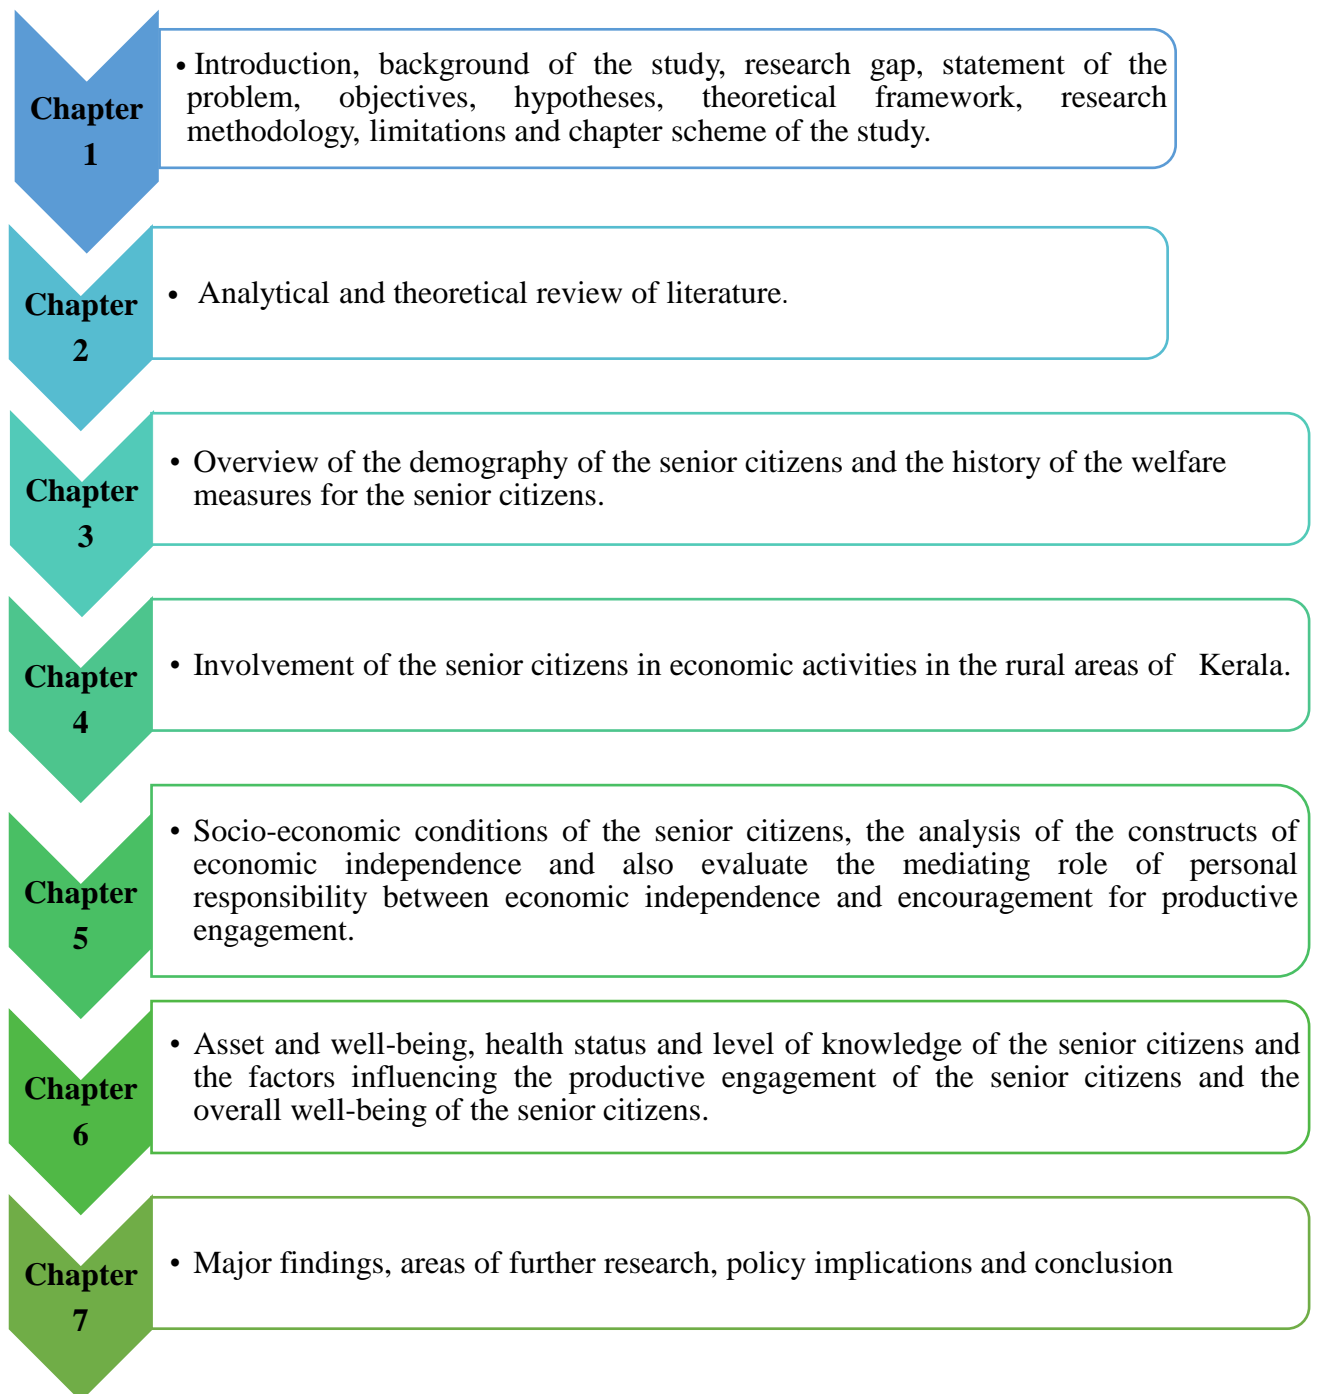 Chapter
1
• Introduction, background of the study, research gap, statement of the
problem, objectives, hypotheses, theoretical framework, research
methodology, limitations and chapter scheme of the study.
Chapter
2
• Analytical and theoretical review of literature.
Chapter
3
• Overview of the demography of the senior citizens and the history of the welfare
measures for the senior citizens.
Chapter
4
• Involvement of the senior citizens in economic activities in the rural areas of Kerala.
Chapter
5
• Socio-economic conditions of the senior citizens, the analysis of the constructs of
economic independence and also evaluate the mediating role of personal
responsibility between economic independence and encouragement for productive
engagement.
Chapter
6
• Asset and well-being, health status and level of knowledge of the senior citizens and
the factors influencing the productive engagement of the senior citizens and the
overall well-being of the senior citizens.
Chapter
7
• Major findings, areas of further research, policy implications and conclusion